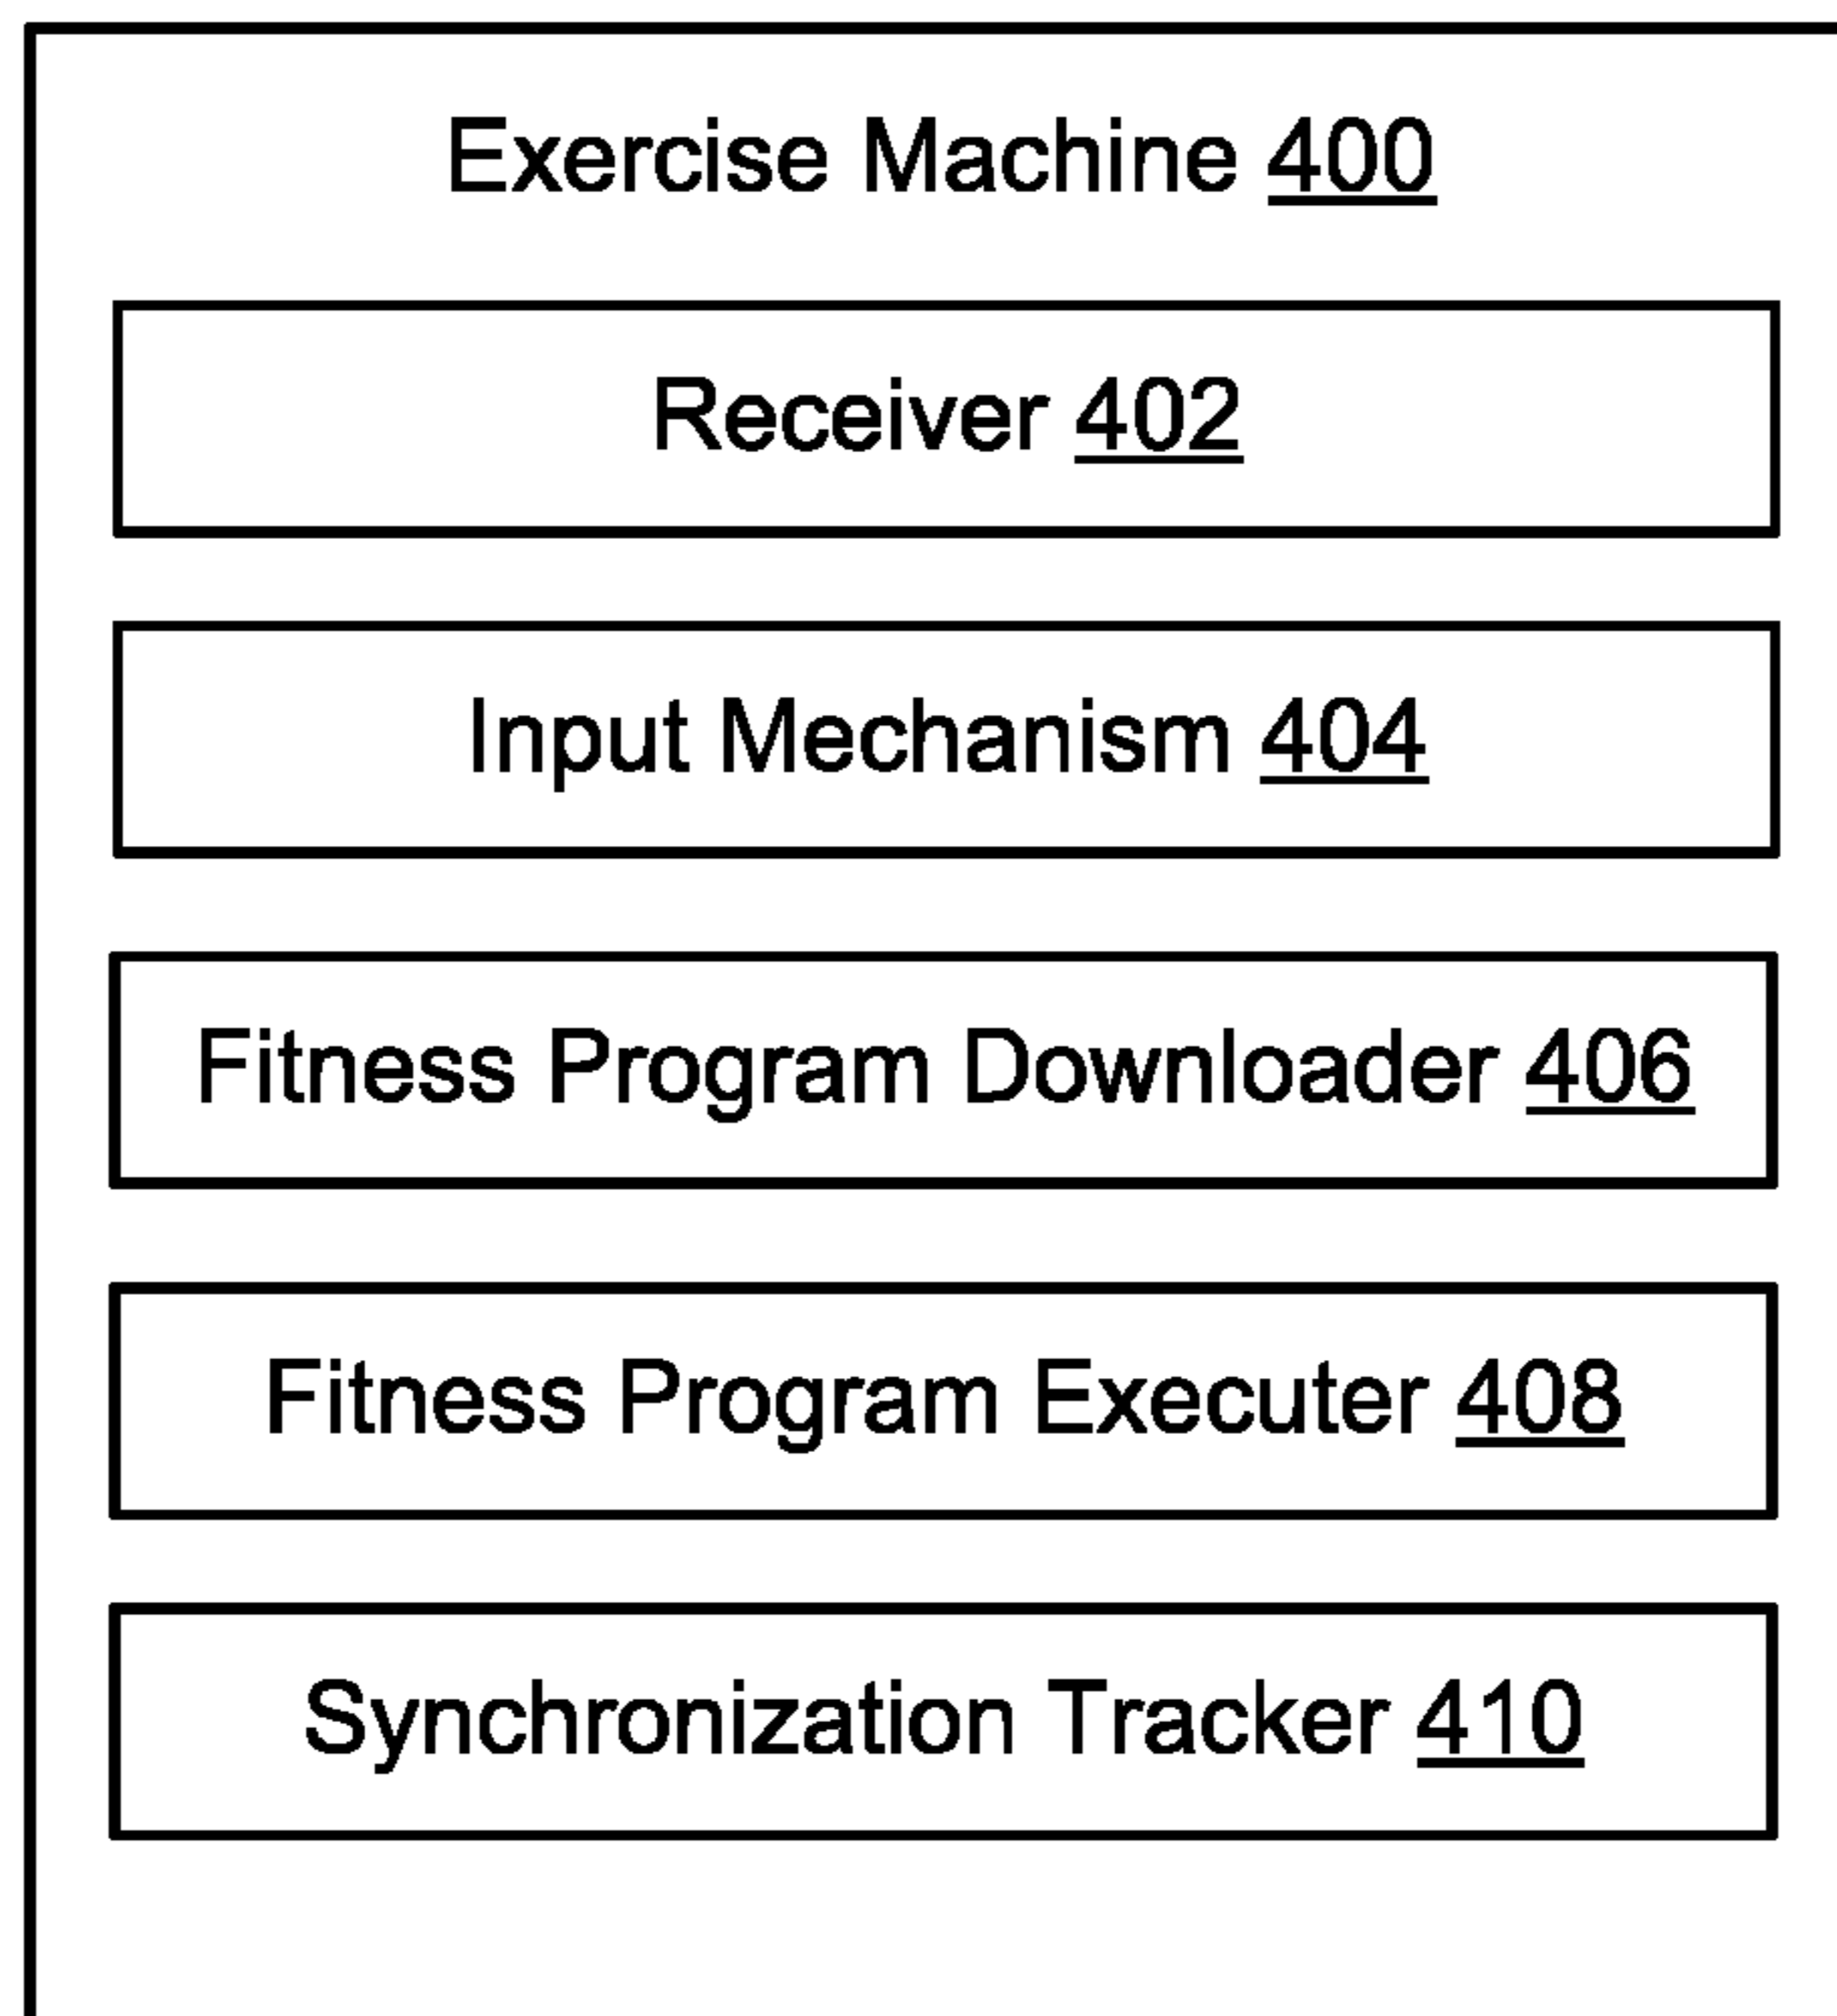 Exercise Machine 400
Receiver 402
Input Mechanism 404
Fitness Program Downloader 406
Fitness Program Executer 408
Synchronization Tracker 410